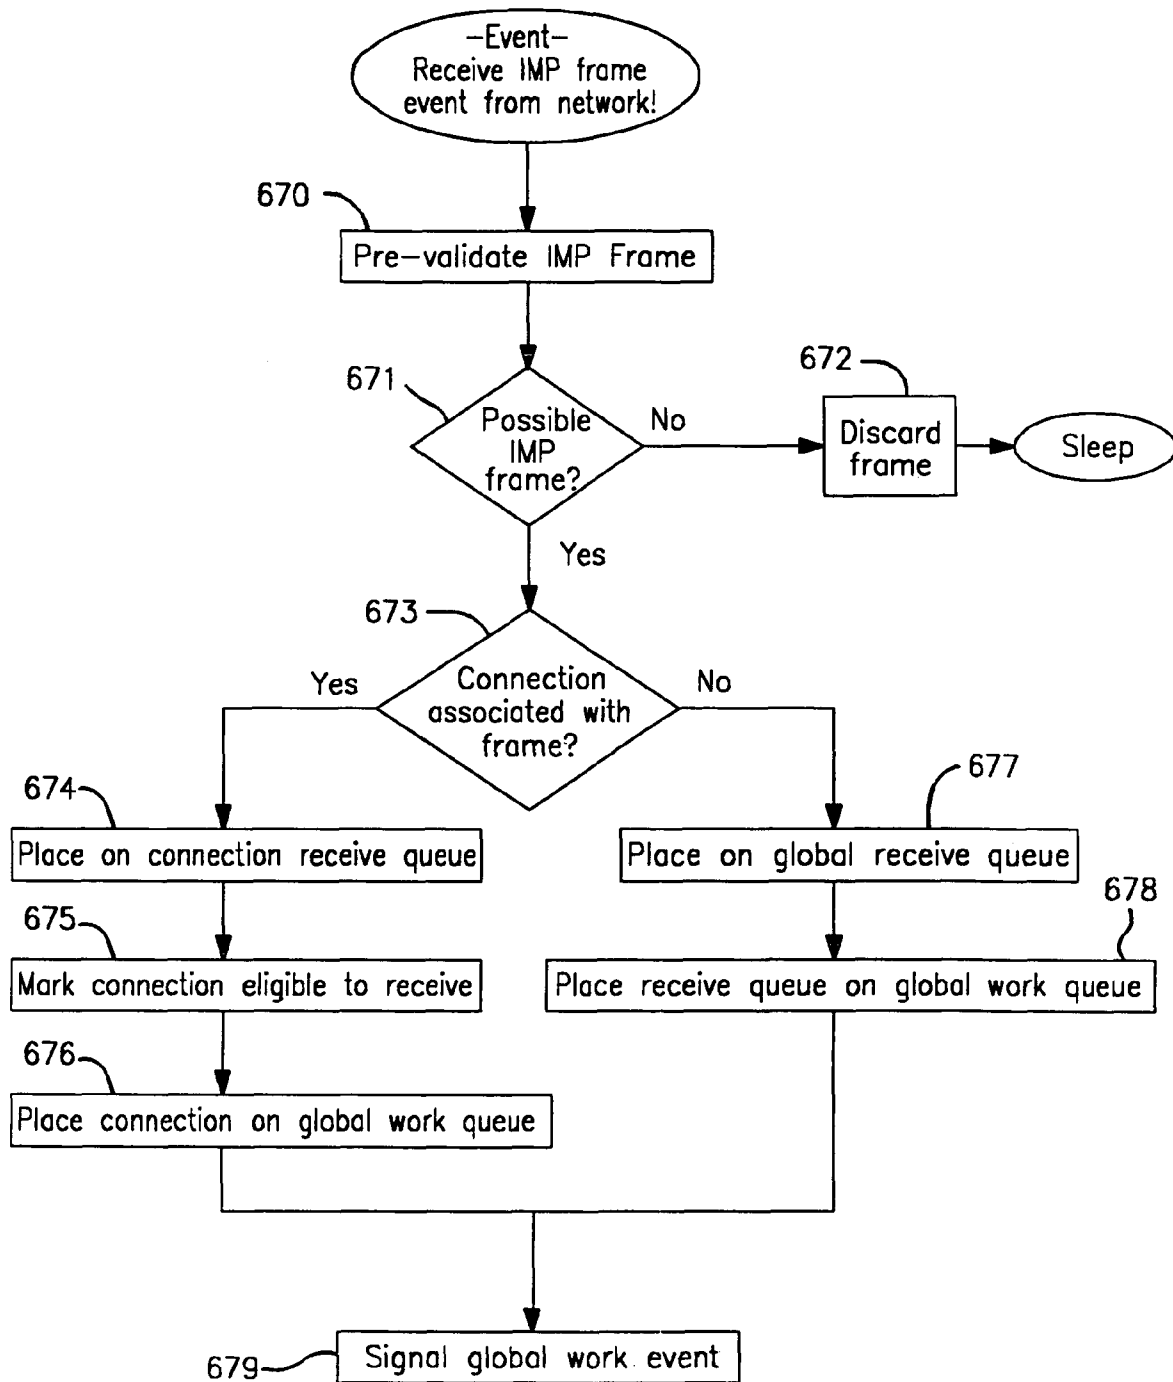 -Event-
Receive IMP frame
event from network!
670
Pre-validate IMP Frame
671
Possible
IMP
frame?
No
672
Discard
frame
Sleep
Yes
673
Connection
associated with
frame?
Yes
No
674
Place on connection receive queue
677
Place on global receive queue
675
Mark connection eligible to receive
678
Place receive queue on global work queue
676
Place connection on global work queue
679
Signal global work event